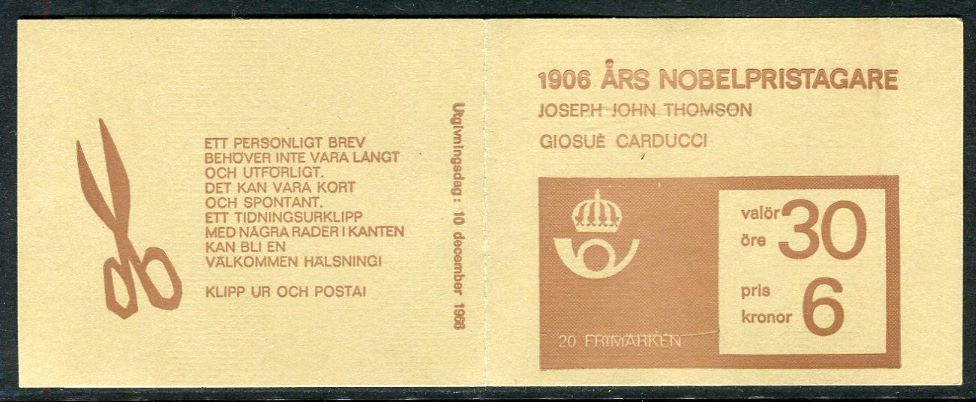 ETT PERSONLIGT BREV
BEHÖVER INTE VARA LÅNGT
OCH UTFÖRLIGT.
DET KAN VARA KORT
OCH SPONTANT.
ETT TIDNINGSURKLIPP
MED NÅGRA RADER I KANTEN
KAN BLI EN
VÄLKOMMEN HÄLSNING!
KLIPP UR OCH POSTA!
Utgivningsdag: 10 december 1966
1906 ÅRS NOBELPRISTAGARE
JOSEPH JOHN THOMSON
GIOSUÈ CARDUCCI
valör
öre 30
pris
kronor 6
20 FRIMÄRKEN